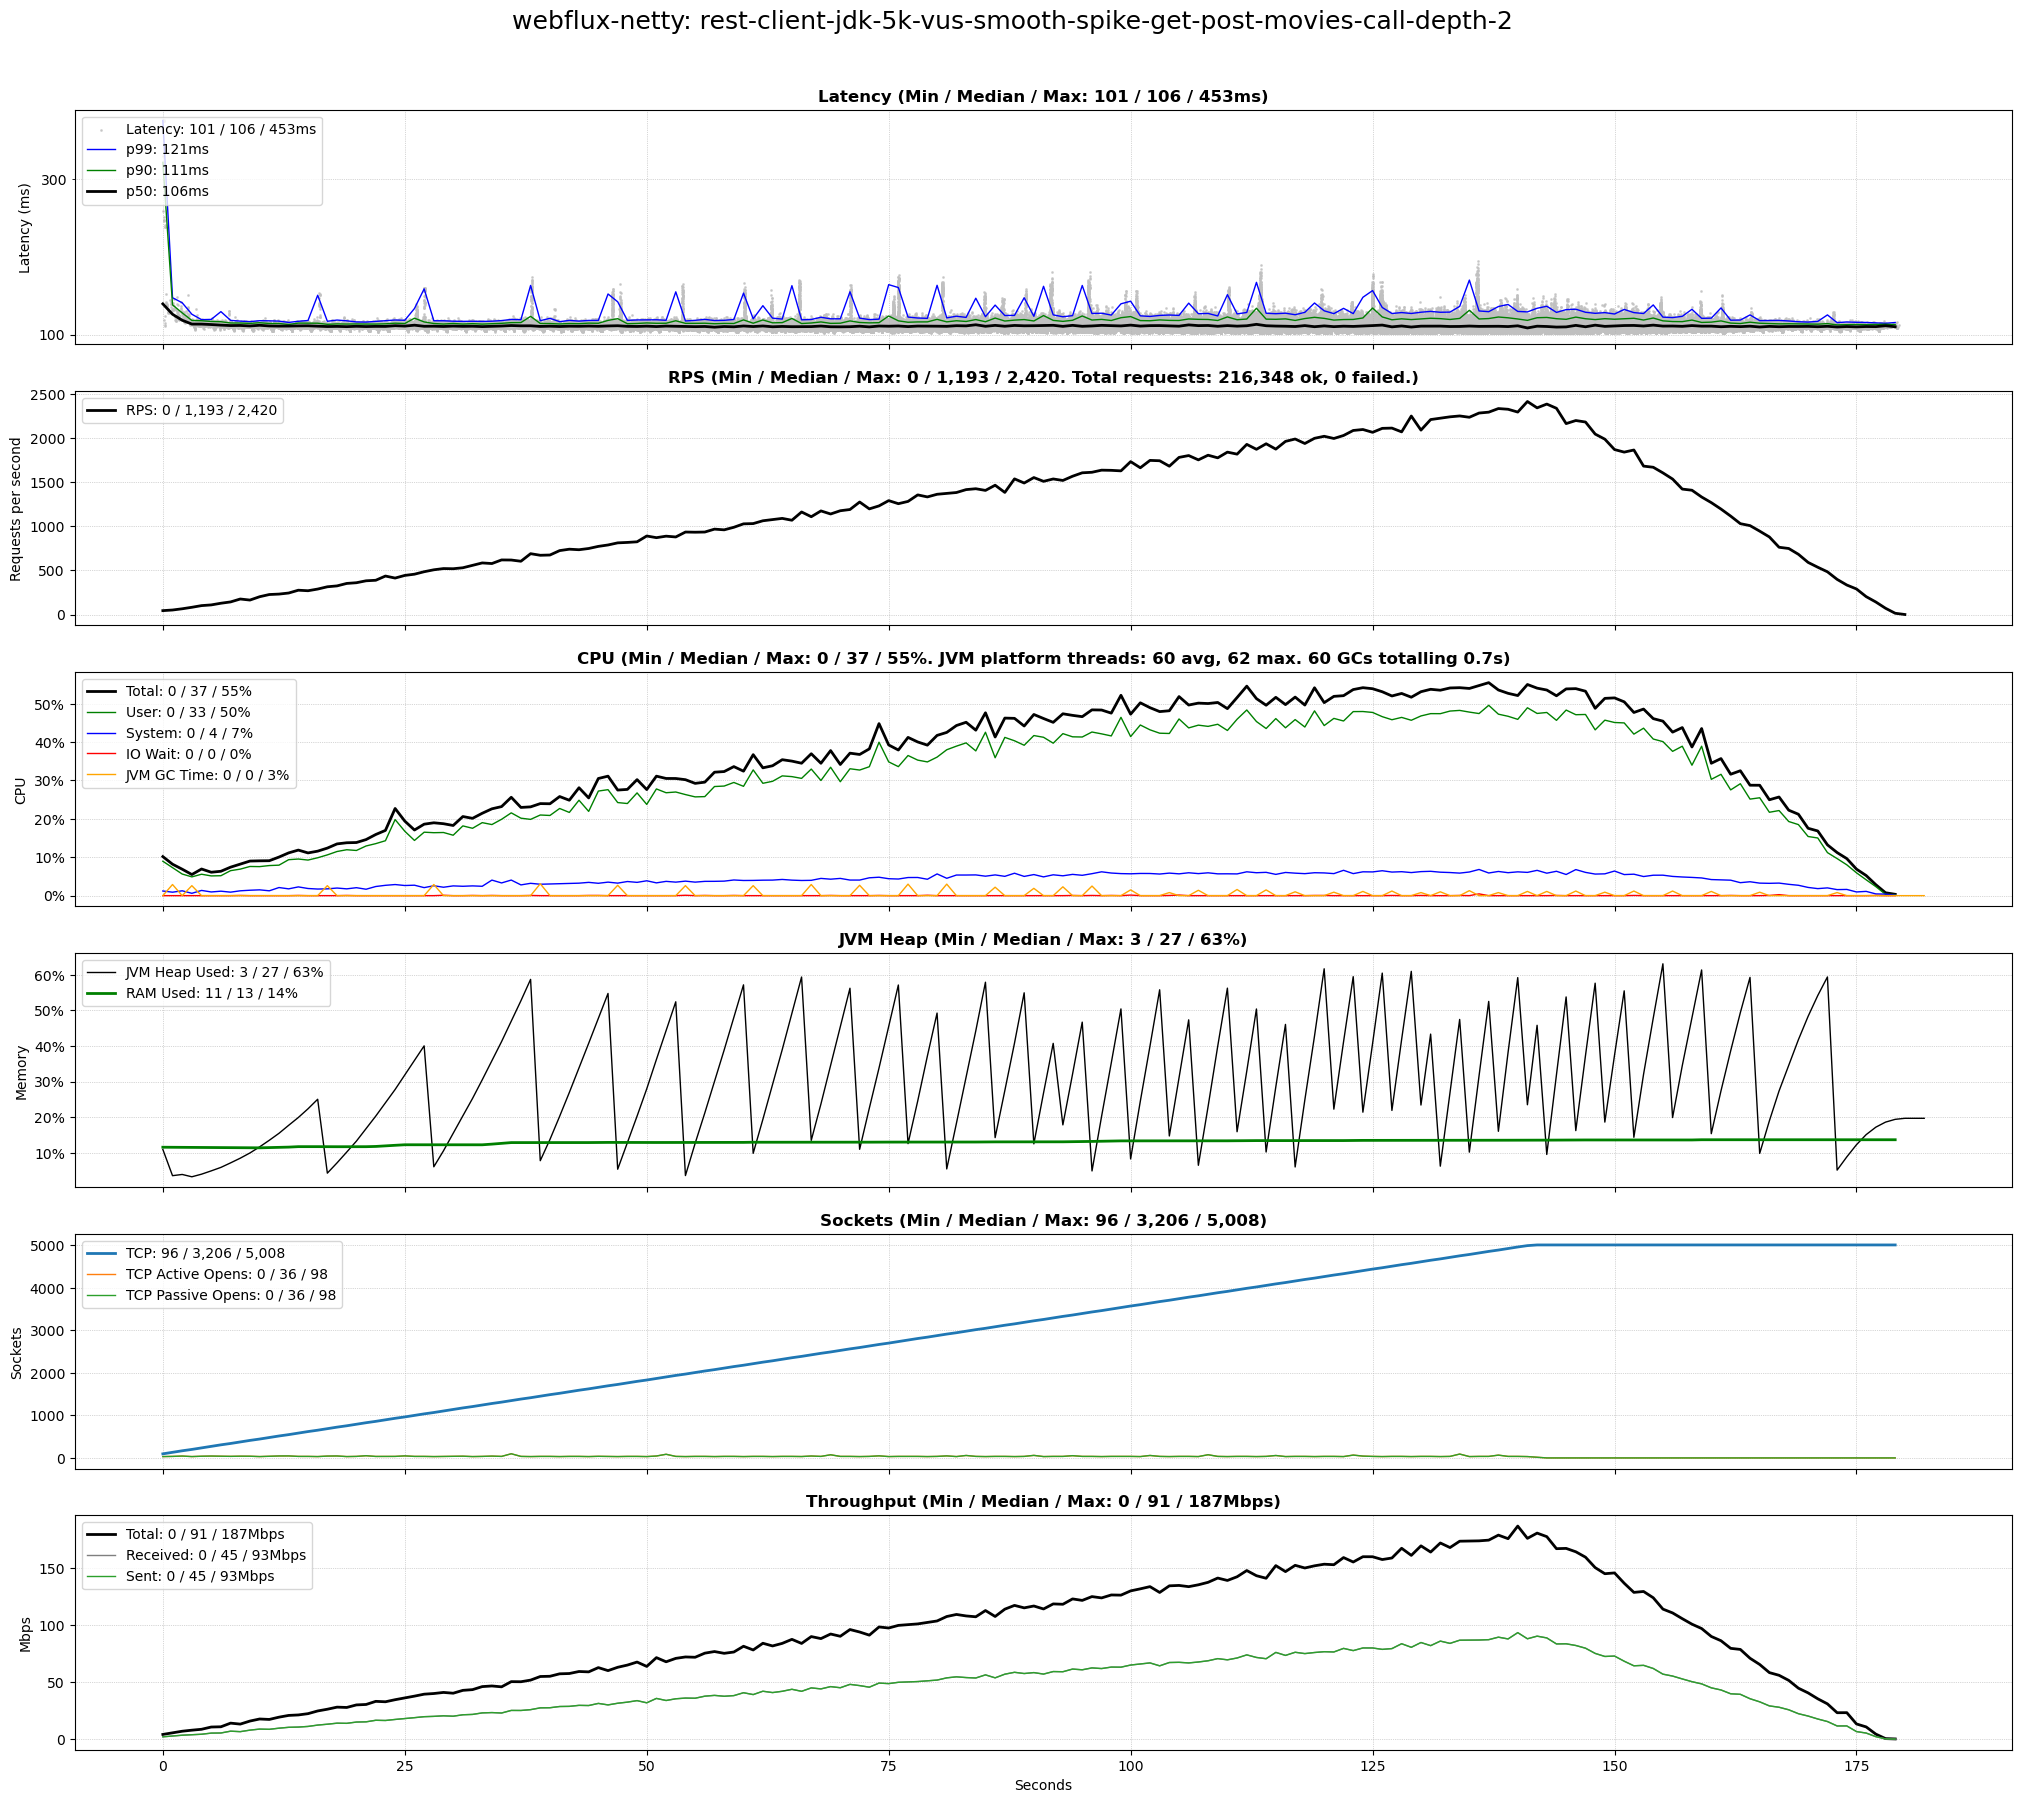 webflux-netty: rest-client-jdk-5k-vus-smooth-spike-get-post-movies-call-depth-2
Latency (Min / Median / Max: 101 / 106 / 453ms)
Latency: 101 / 106 / 453ms
p99: 121ms
p90: 111ms
p50: 106ms
Latency (ms)
300
100
RPS (Min / Median / Max: 0 / 1,193 / 2,420. Total requests: 216,348 ok, 0 failed.)
RPS: 0 / 1,193 / 2,420
Requests per second
2500
2000
1500
1000
500
0
CPU (Min / Median / Max: 0 / 37 / 55%. JVM platform threads: 60 avg, 62 max. 60 GCs totalling 0.7s)
Total: 0 / 37 / 55%
User: 0 / 33 / 50%
System: 0 / 4 / 7%
IO Wait: 0 / 0 / 0%
JVM GC Time: 0 / 0 / 3%
CPU
50%
40%
30%
20%
10%
0%
JVM Heap (Min / Median / Max: 3 / 27 / 63%)
JVM Heap Used: 3 / 27 / 63%
RAM Used: 11 / 13 / 14%
Memory
60%
50%
40%
30%
20%
10%
Sockets (Min / Median / Max: 96 / 3,206 / 5,008)
TCP: 96 / 3,206 / 5,008
TCP Active Opens: 0 / 36 / 98
TCP Passive Opens: 0 / 36 / 98
Sockets
5000
4000
3000
2000
1000
0
Throughput (Min / Median / Max: 0 / 91 / 187Mbps)
Total: 0 / 91 / 187Mbps
Received: 0 / 45 / 93Mbps
Sent: 0 / 45 / 93Mbps
Mbps
150
100
50
0
0 25 50 75 100 125 150 175
Seconds